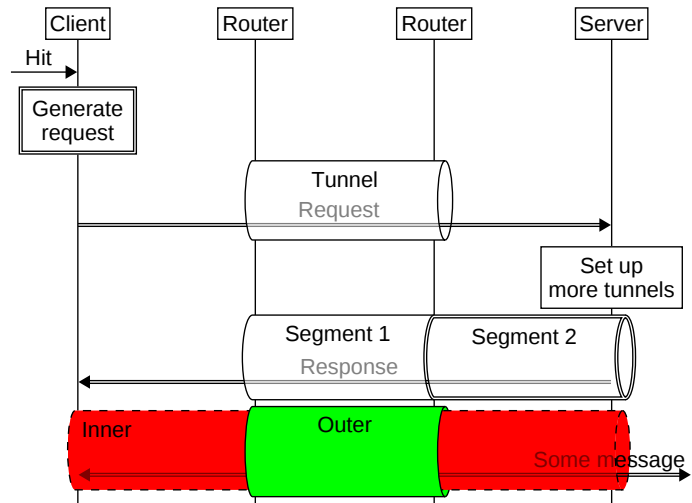 Client
Router
Router
Server
Hit
Generate
request
Tunnel
Request
Set up
more tunnels
Segment 1
Segment 2
Response
Inner
Outer
Some message